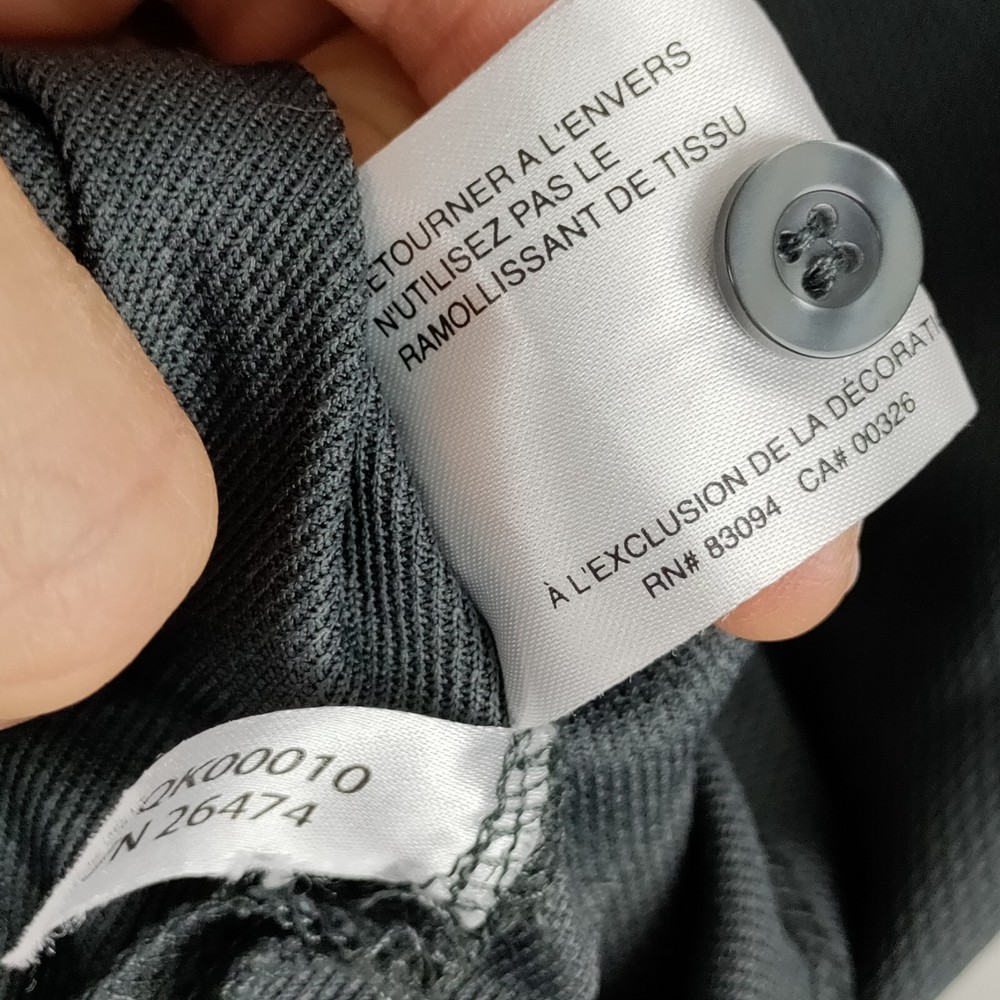 ETOURNER A L'ENVERS
N'UTILISEZ PAS LE
RAMOLLISSANT DE TISSU
À L'EXCLUSION DE LA DÉCORATI
RN# 83094 CA# 00326
QK00010
N 26474